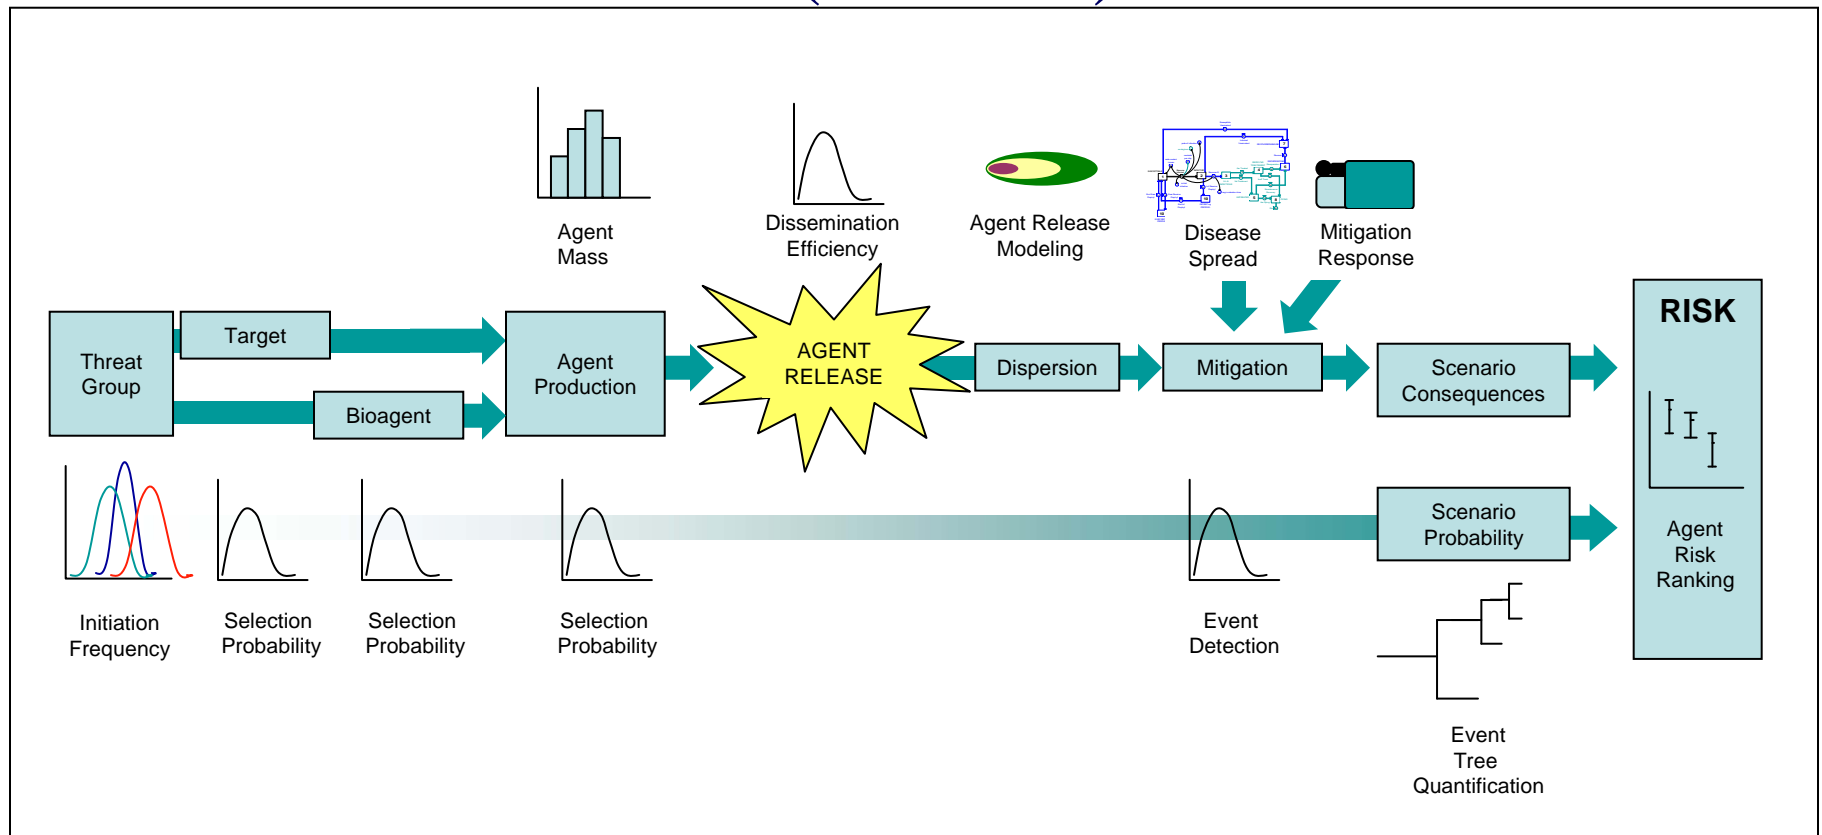 Agent
Mass
Dissemination
Efficiency
Agent Release
Modeling
Disease
Spread
Mitigation
Response
Threat
Group
Target
Bioagent
Agent
Production
AGENT
RELEASE
Dispersion
Mitigation
Scenario
Consequences
RISK
Initiation
Frequency
Selection
Probability
Selection
Probability
Selection
Probability
Event
Detection
Scenario
Probability
Agent
Risk
Ranking
Event
Tree
Quantification